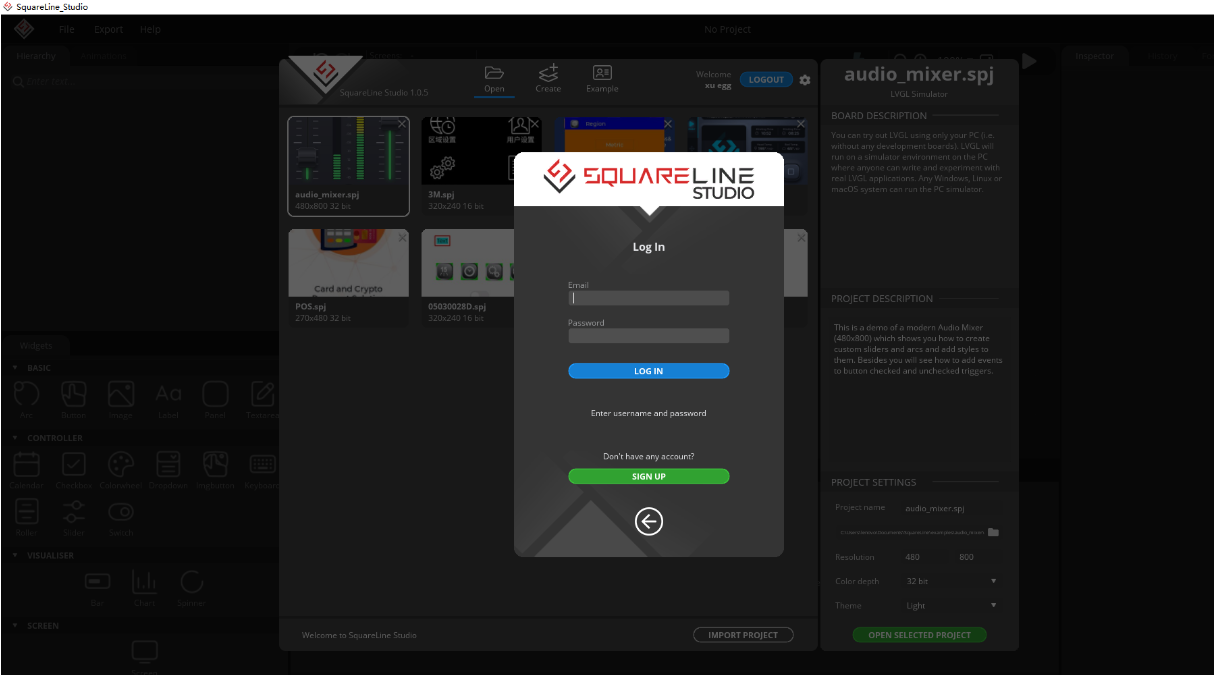 SquareLine_Studio
File Export Help
No Project
Hierarchy
Inspector
SquareLine Studio 1.0.5
Open
Create
Example
Welcome
xu egg
LOGOUT
audio_mixer.spj
480x800 32 bit
区域设置
用户设置
3M.spj
320x240 16 bit
Region
Card and Crypto
POS.spj
270x480 32 bit
05030028D.spj
320x240 16 bit
SQUARELINE
STUDIO
Log In
Email
Password
LOG IN
Enter username and password
Don't have any account?
SIGN UP
Welcome to SquareLine Studio
IMPORT PROJECT
audio_mixer.spj
LVGL Simulator
BOARD DESCRIPTION
You can try out LVGL using only your PC (i.e.
without any development boards). LVGL will
run on a simulator environment on the PC
where anyone can write and experiment with
real LVGL applications. Any Windows, Linux or
macOS system can run the PC simulator.
PROJECT DESCRIPTION
This is a demo of a modern Audio Mixer
(480x800) which shows you how to create
custom sliders and arcs and add styles to
them. Besides you will see how to add events
to button checked and unchecked triggers.
PROJECT SETTINGS
Project name audio_mixer.spj
Resolution 480 800
Color depth 32 bit
Theme Light
OPEN SELECTED PROJECT
Widgets
BASIC
Arc Button Image Label Panel Textarea
CONTROLLER
Calendar Checkbox Colorwheel Dropdown Imgbutton Keyboard
Roller Slider Switch
VISUALISER
Bar Chart Spinner
SCREEN